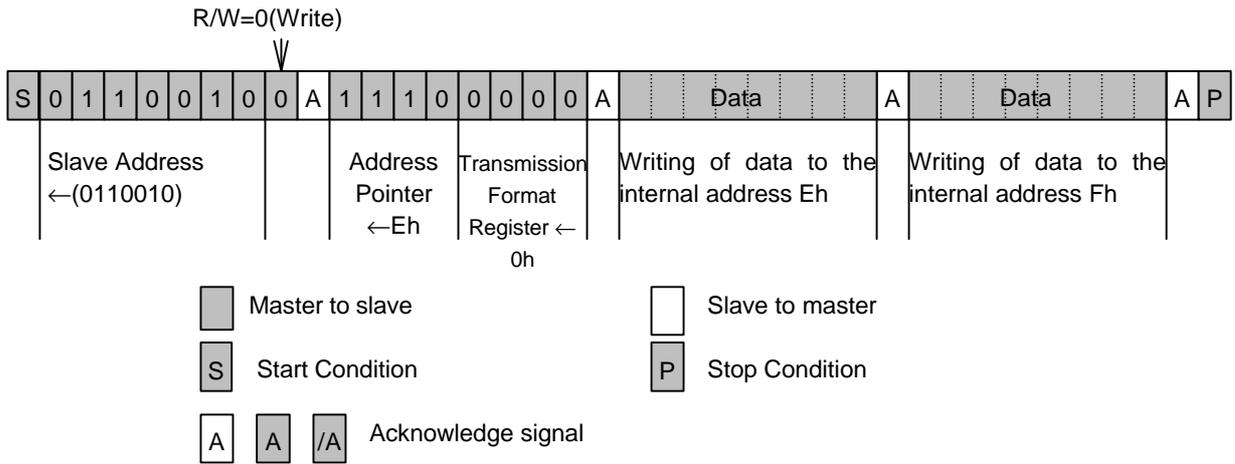 R/W=0(Write)
S 0 1 1 0 0 1 0 0 A 1 1 1 0 0 0 0 0 A Data A Data A P
Slave Address
←(0110010)
Address
Pointer
←Eh
Transmission
Format
Register ←
0h
Writing of data to the
internal address Eh
Writing of data to the
internal address Fh
Master to slave
Slave to master
S Start Condition
P Stop Condition
A A /A Acknowledge signal